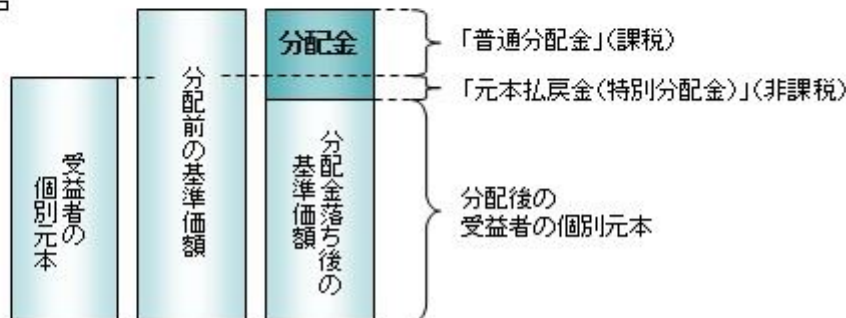 受益者の
個別元本
分配前の基準価額
分配金
分配金落ち後の
基準価額
「普通分配金」(課税)
「元本払戻金(特別分配金)」(非課税)
分配後の
受益者の個別元本